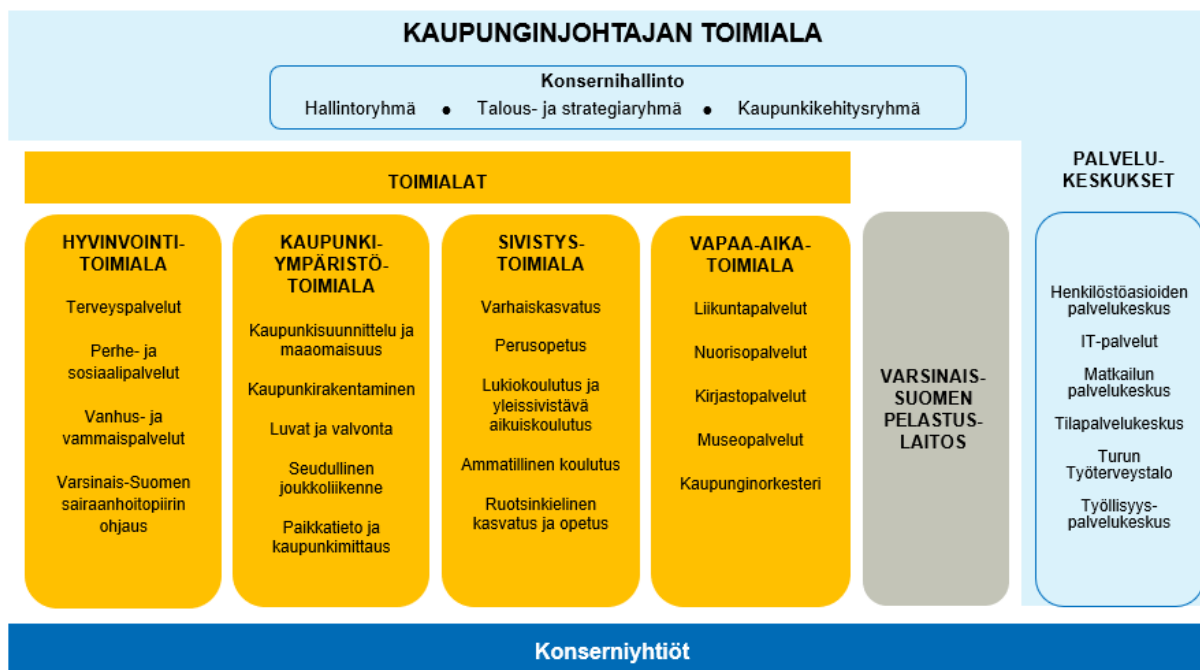 KAUPUNGINJOHTAJAN TOIMIALA
Konsernihallinto
Hallintoryhmä ● Talous- ja strategiaryhmä ● Kaupunkikehitysryhmä
TOIMIALAT
HYVINVOINTI-
TOIMIALA
Terveyspalvelut
Perhe- ja
sosiaalipalvelut
Vanhus- ja
vammaispalvelut
Varsinais-Suomen
sairaanhoitopiirin
ohjaus
KAUPUNKI-
YMPÄRISTÖ-
TOIMIALA
Kaupunkisuunnittelu ja
maaomaisuus
Kaupunkirakentaminen
Luvat ja valvonta
Seudullinen
joukkoliikenne
Paikkatieto ja
kaupunkimittaus
SIVISTYS-
TOIMIALA
Varhaiskasvatus
Perusopetus
Lukiokoulutus ja
yleissivistävä
aikuiskoulutus
Ammatillinen koulutus
Ruotsinkielinen
kasvatus ja opetus
VAPAA-AIKA-
TOIMIALA
Liikuntapalvelut
Nuorisopalvelut
Kirjastopalvelut
Museopalvelut
Kaupunginorkesteri
VARSINAIS-
SUOMEN
PELASTUS-
LAITOS
PALVELU-
KESKUKSET
Henkilöstöasioiden
palvelukeskus
IT-palvelut
Matkailun
palvelukeskus
Tilapalvelukeskus
Turun
Työterveystalo
Työllisyys-
palvelukeskus
Konserniyhtiöt